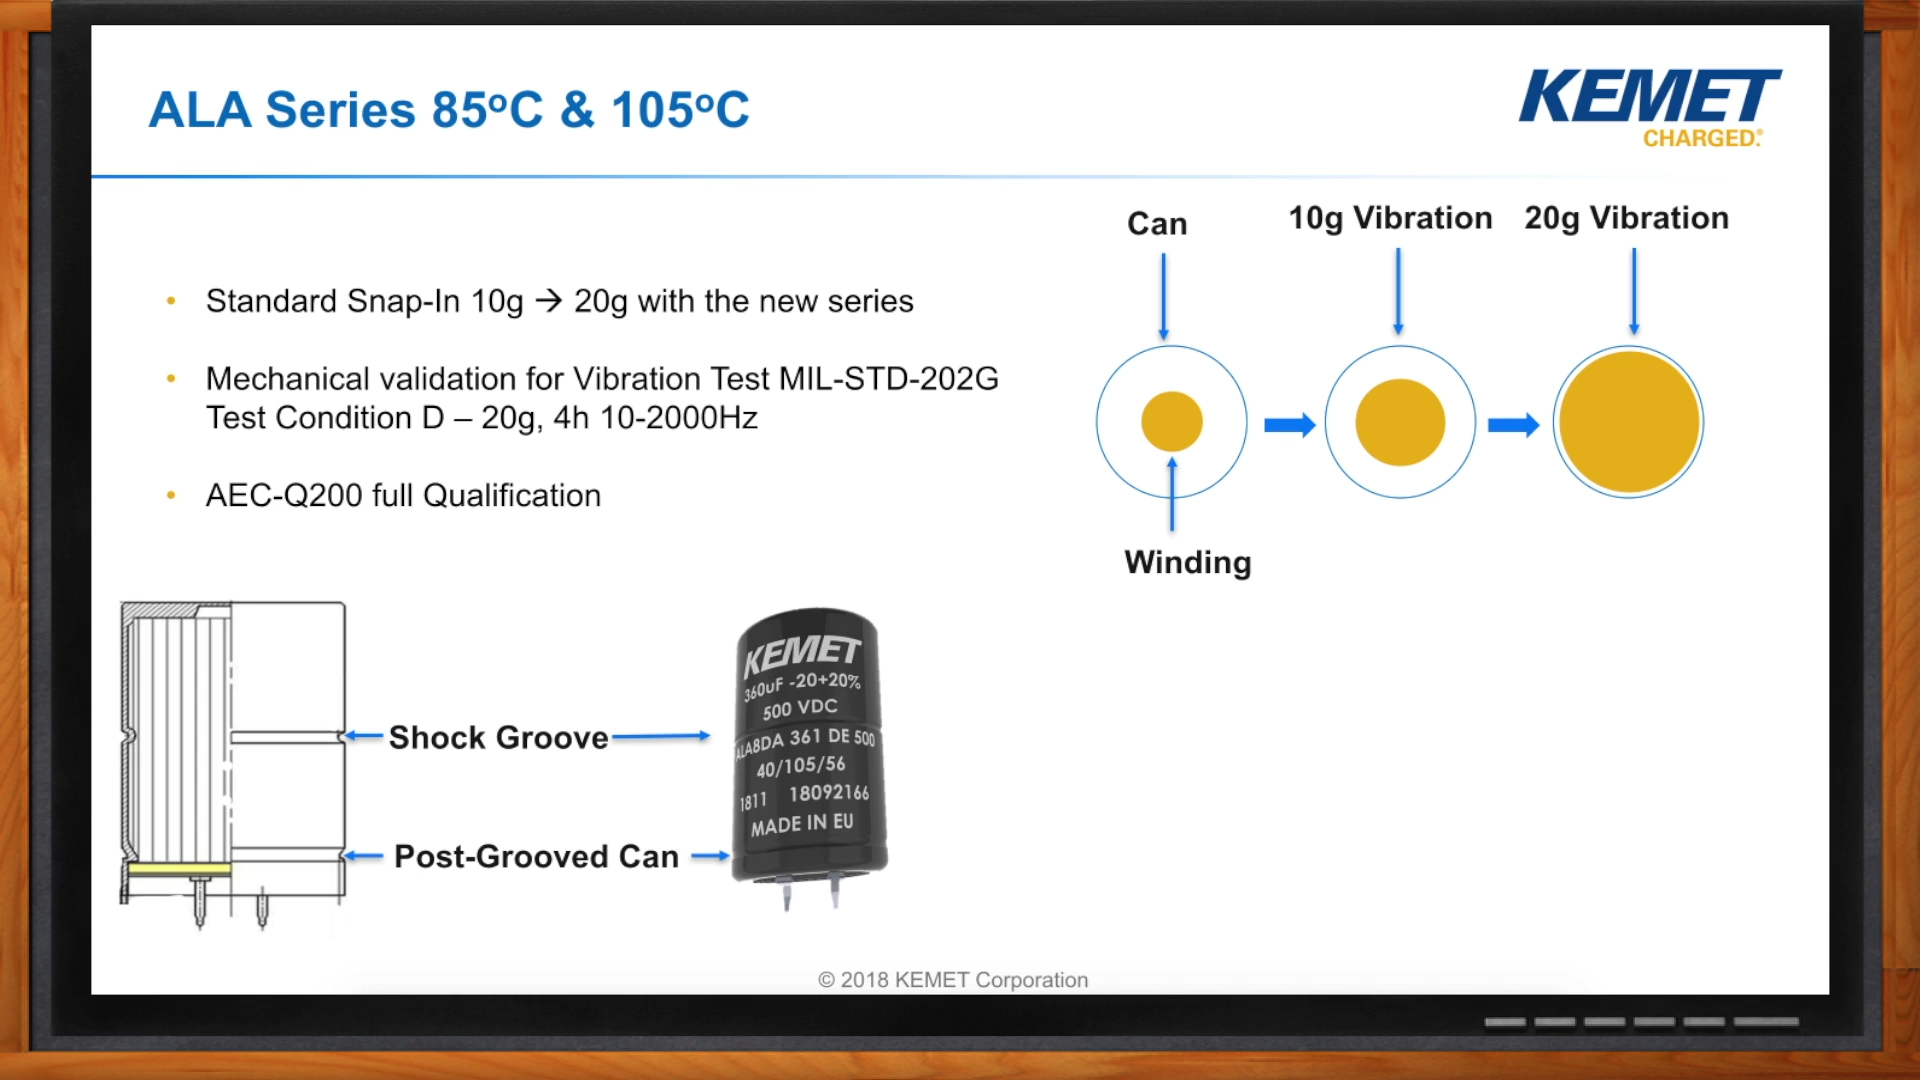 ALA Series 85ºC & 105ºC
KEMET
CHARGED.®
Can
10g Vibration
20g Vibration
• Standard Snap-In 10g → 20g with the new series
• Mechanical validation for Vibration Test MIL-STD-202G
Test Condition D – 20g, 4h 10-2000Hz
• AEC-Q200 full Qualification
Winding
Shock Groove
Post-Grooved Can
KEMET
360uF -20+20%
500 VDC
ALA8DA 361 DE 500
40/105/56
1811 18092166
MADE IN EU
© 2018 KEMET Corporation